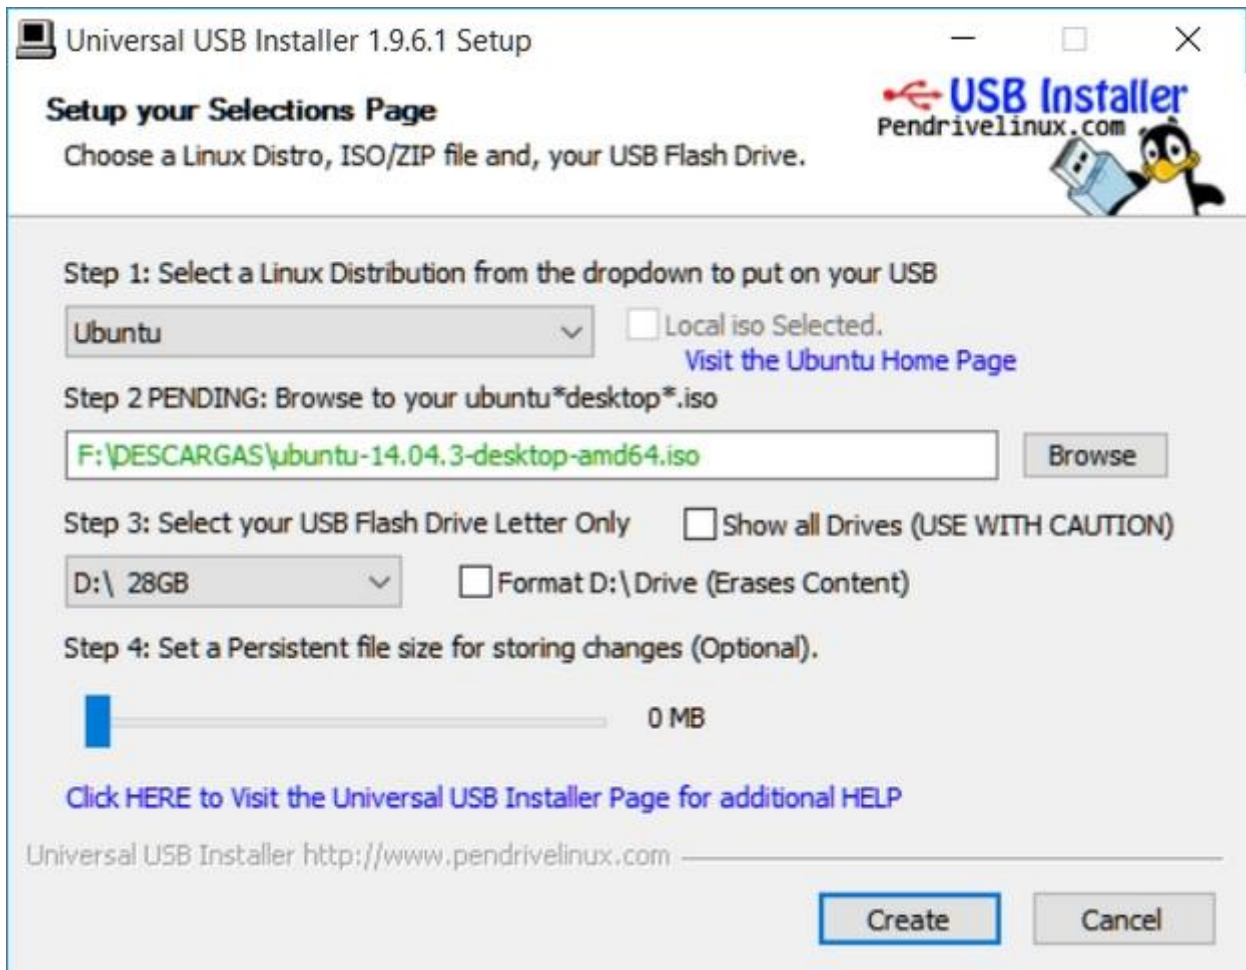 Universal USB Installer 1.9.6.1 Setup
Setup your Selections Page
Choose a Linux Distro, ISO/ZIP file and, your USB Flash Drive.
USB Installer
Pendrivelinux.com
Step 1: Select a Linux Distribution from the dropdown to put on your USB
Ubuntu
Local iso Selected.
Visit the Ubuntu Home Page
Step 2 PENDING: Browse to your ubuntu*desktop*.iso
F:\DESCARGAS\ubuntu-14.04.3-desktop-amd64.iso
Browse
Step 3: Select your USB Flash Drive Letter Only
Show all Drives (USE WITH CAUTION)
D:\ 28GB
Format D:\ Drive (Erases Content)
Step 4: Set a Persistent file size for storing changes (Optional).
0 MB
Click HERE to Visit the Universal USB Installer Page for additional HELP
Universal USB Installer http://www.pendrivelinux.com
Create
Cancel